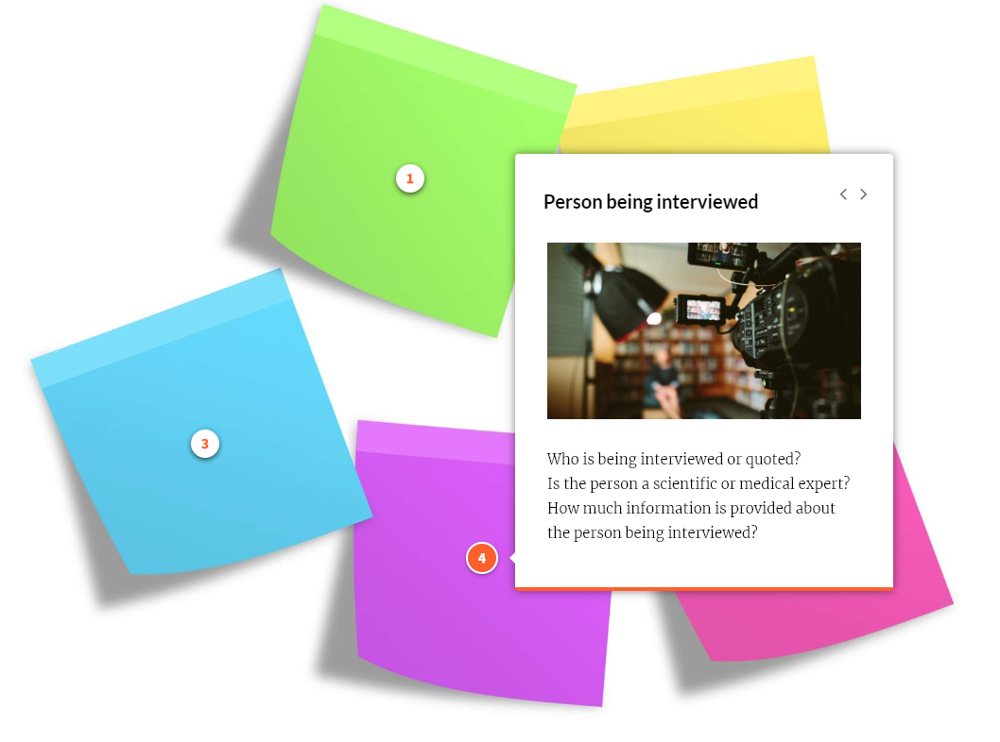 1
Person being interviewed
3
Who is being interviewed or quoted?
Is the person a scientific or medical expert?
How much information is provided about
the person being interviewed?
4